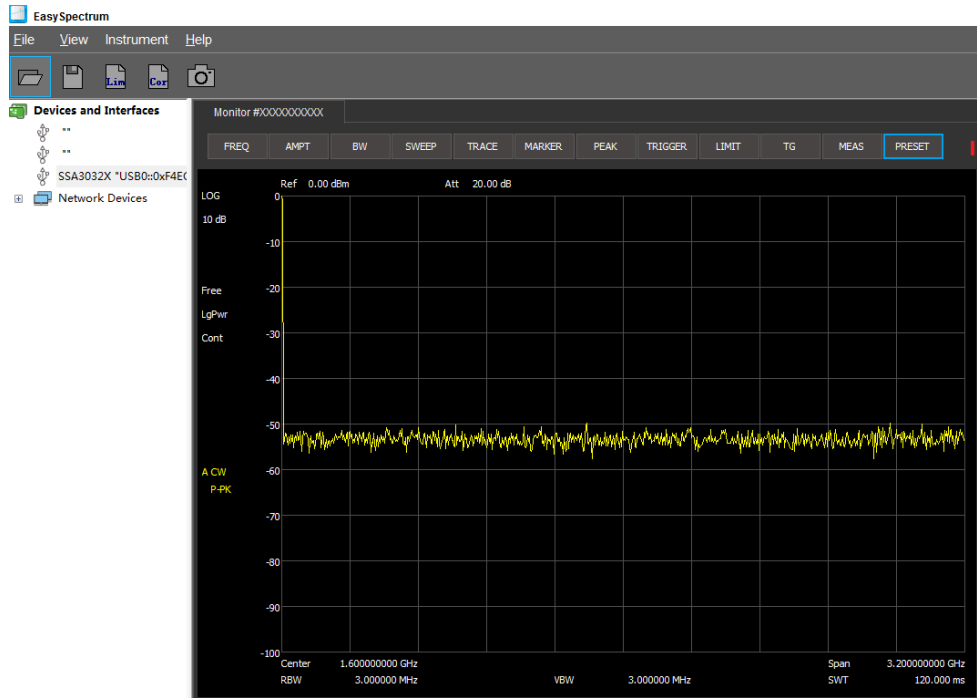 EasySpectrum
File View Instrument Help
Lim Cor
Devices and Interfaces
""
""
SSA3032X "USB0::0xF4E
Network Devices
Monitor #XXXXXXXXXX
FREQ AMPT BW SWEEP TRACE MARKER PEAK TRIGGER LIMIT TG MEAS PRESET
Ref 0.00 dBm Att 20.00 dB
LOG
10 dB
Free
LgPwr
Cont
A CW
P-PK
0
-10
-20
-30
-40
-50
-60
-70
-80
-90
-100
Center 1.600000000 GHz Span 3.200000000 GHz
RBW 3.000000 MHz VBW 3.000000 MHz SWT 120.000 ms